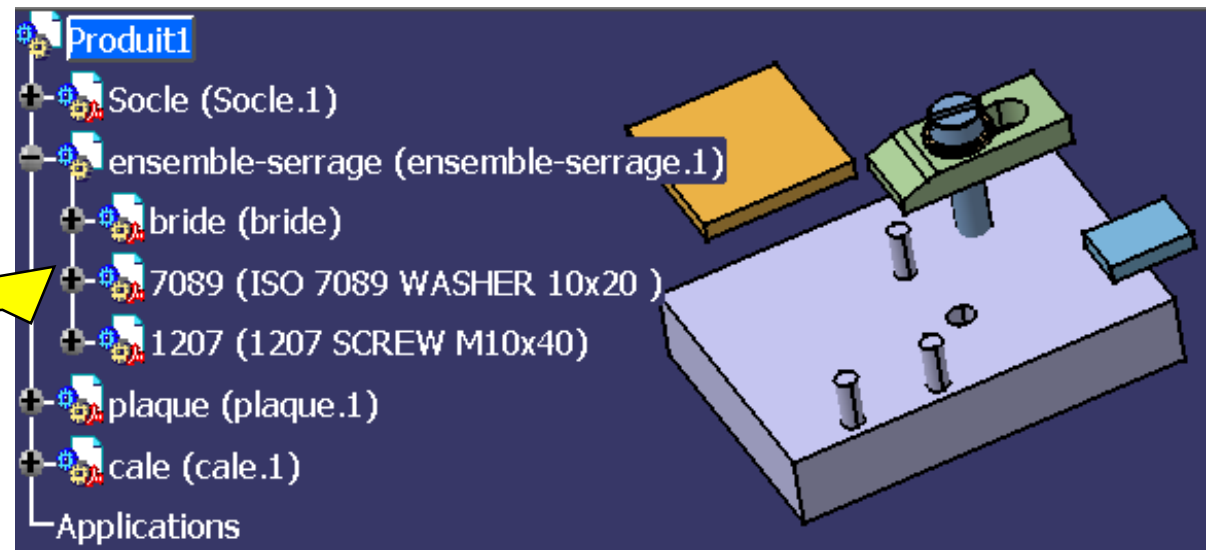 Produit1
Socle (Socle.1)
ensemble-serrage (ensemble-serrage.1)
bride (bride)
7089 (ISO 7089 WASHER 10x20 )
1207 (1207 SCREW M10x40)
plaque (plaque.1)
cale (cale.1)
Applications